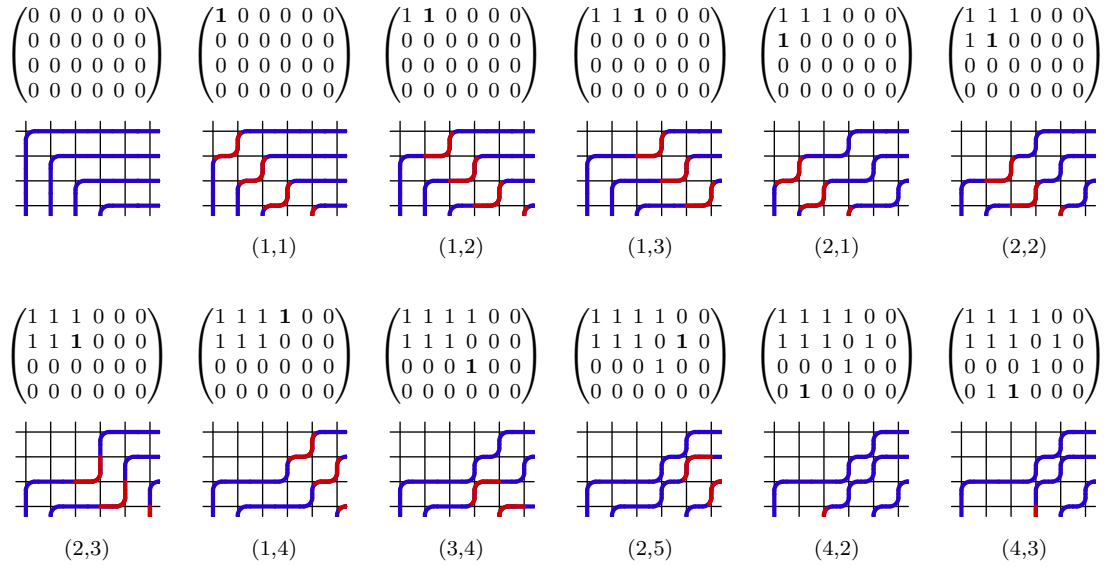 0 0 0 0 0 0
0 0 0 0 0 0
0 0 0 0 0 0
0 0 0 0 0 0
1 0 0 0 0 0
0 0 0 0 0 0
0 0 0 0 0 0
0 0 0 0 0 0
(1,1)
1 1 0 0 0 0
0 0 0 0 0 0
0 0 0 0 0 0
0 0 0 0 0 0
(1,2)
1 1 1 0 0 0
0 0 0 0 0 0
0 0 0 0 0 0
0 0 0 0 0 0
(1,3)
1 1 1 0 0 0
1 0 0 0 0 0
0 0 0 0 0 0
0 0 0 0 0 0
(2,1)
1 1 1 0 0 0
1 1 0 0 0 0
0 0 0 0 0 0
0 0 0 0 0 0
(2,2)
1 1 1 0 0 0
1 1 1 0 0 0
0 0 0 0 0 0
0 0 0 0 0 0
(2,3)
1 1 1 1 0 0
1 1 1 0 0 0
0 0 0 0 0 0
0 0 0 0 0 0
(1,4)
1 1 1 1 0 0
1 1 1 0 0 0
0 0 0 1 0 0
0 0 0 0 0 0
(3,4)
1 1 1 1 0 0
1 1 1 0 1 0
0 0 0 1 0 0
0 0 0 0 0 0
(2,5)
1 1 1 1 0 0
1 1 1 0 1 0
0 0 0 1 0 0
0 1 0 0 0 0
(4,2)
1 1 1 1 0 0
1 1 1 0 1 0
0 0 0 1 0 0
0 1 1 0 0 0
(4,3)